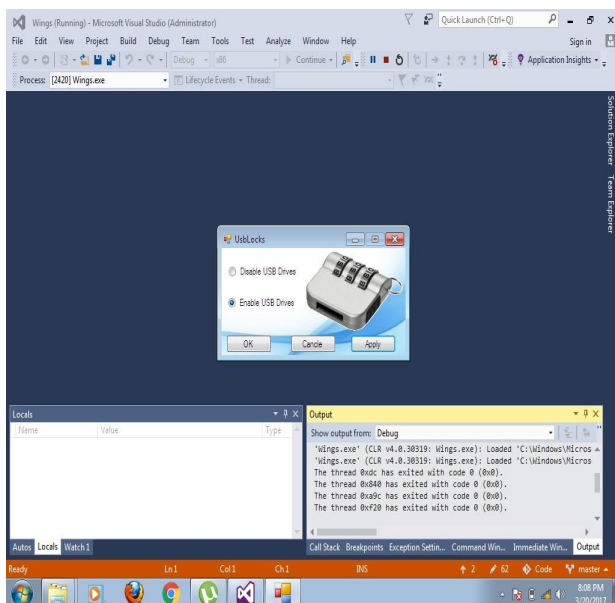 Wings (Running) - Microsoft Visual Studio (Administrator)
Quick Launch (Ctrl+Q)
File Edit View Project Build Debug Team Tools Test Analyze Window Help
Sign in
Debug x86 Continue Application Insights
Process: [2420] Wings.exe Lifecycle Events Thread:
Solution Explorer
Team Explorer
UsbLocks
Disable USB Drives
Enable USB Drives
OK Cancle Apply
Locals
Name Value Type
Autos Locals Watch 1
Output
Show output from: Debug
'Wings.exe' (CLR v4.0.30319: Wings.exe): Loaded 'C:\Windows\Micros
'Wings.exe' (CLR v4.0.30319: Wings.exe): Loaded 'C:\Windows\Micros
The thread 0xdc has exited with code 0 (0x0).
The thread 0x840 has exited with code 0 (0x0).
The thread 0xa9c has exited with code 0 (0x0).
The thread 0xf20 has exited with code 0 (0x0).
Call Stack Breakpoints Exception Settin... Command Win... Immediate Win... Output
Ready Ln 1 Col 1 Ch 1 INS 2 62 Code master
8:08 PM
3/20/2017